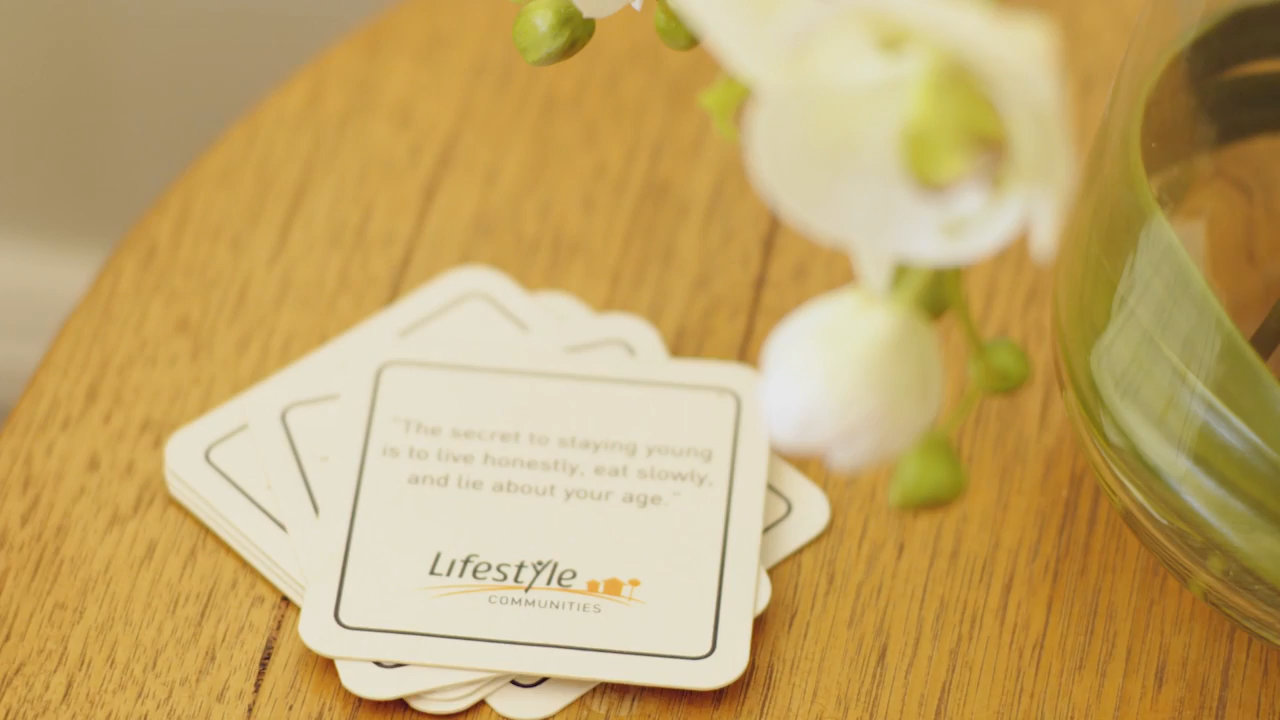 "The secret to staying young
is to live honestly, eat slowly,
and lie about your age."
Lifestyle
COMMUNITIES